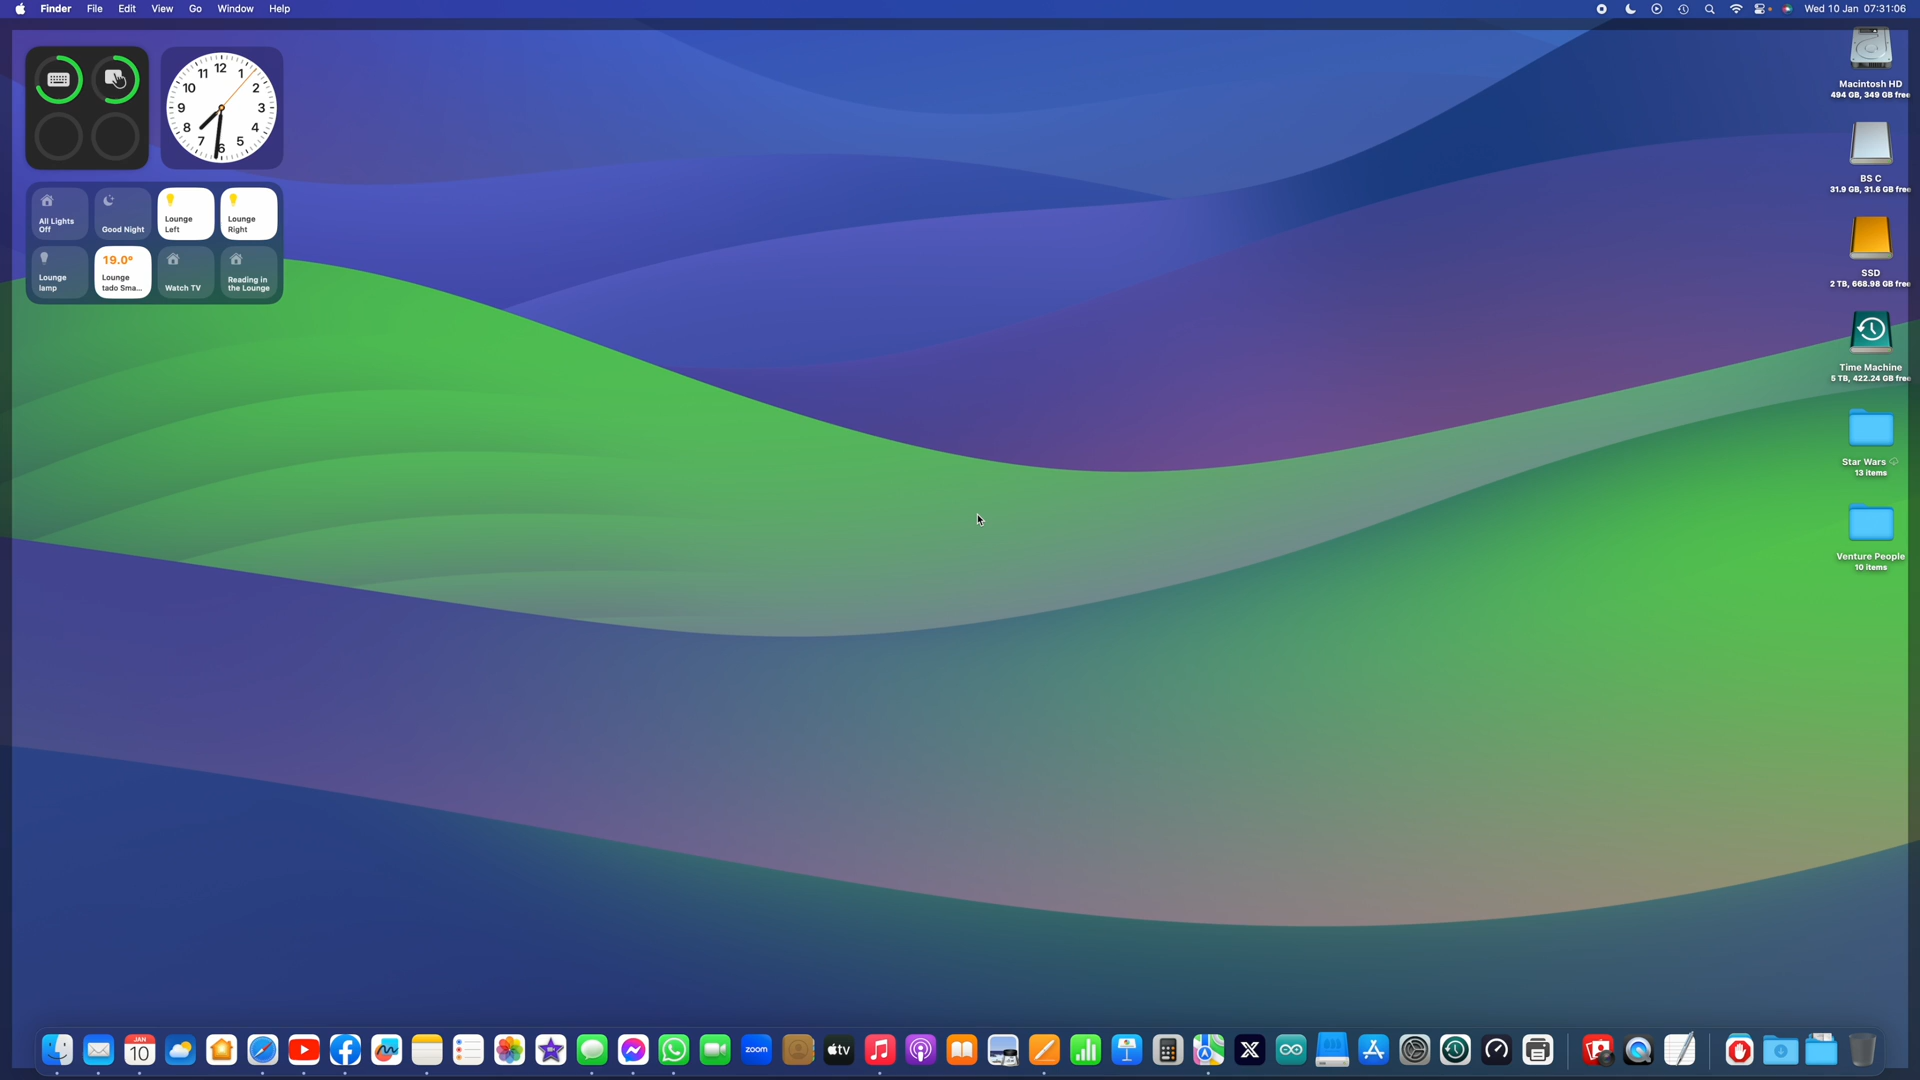 Finder File Edit View Go Window Help
Wed 10 Jan 07:31:06
12
1
2
3
4
5
6
7
8
9
10
11
All Lights
Off
Good Night
Lounge
Left
Lounge
Right
Lounge
lamp
19.0°
Lounge
tado Sma...
Watch TV
Reading in
the Lounge
Macintosh HD
494 GB, 349 GB free
BS C
31.9 GB, 31.6 GB free
SSD
2 TB, 668.98 GB free
Time Machine
5 TB, 422.24 GB free
Star Wars
13 items
Venture People
10 items
JAN
10
zoom
tv
X